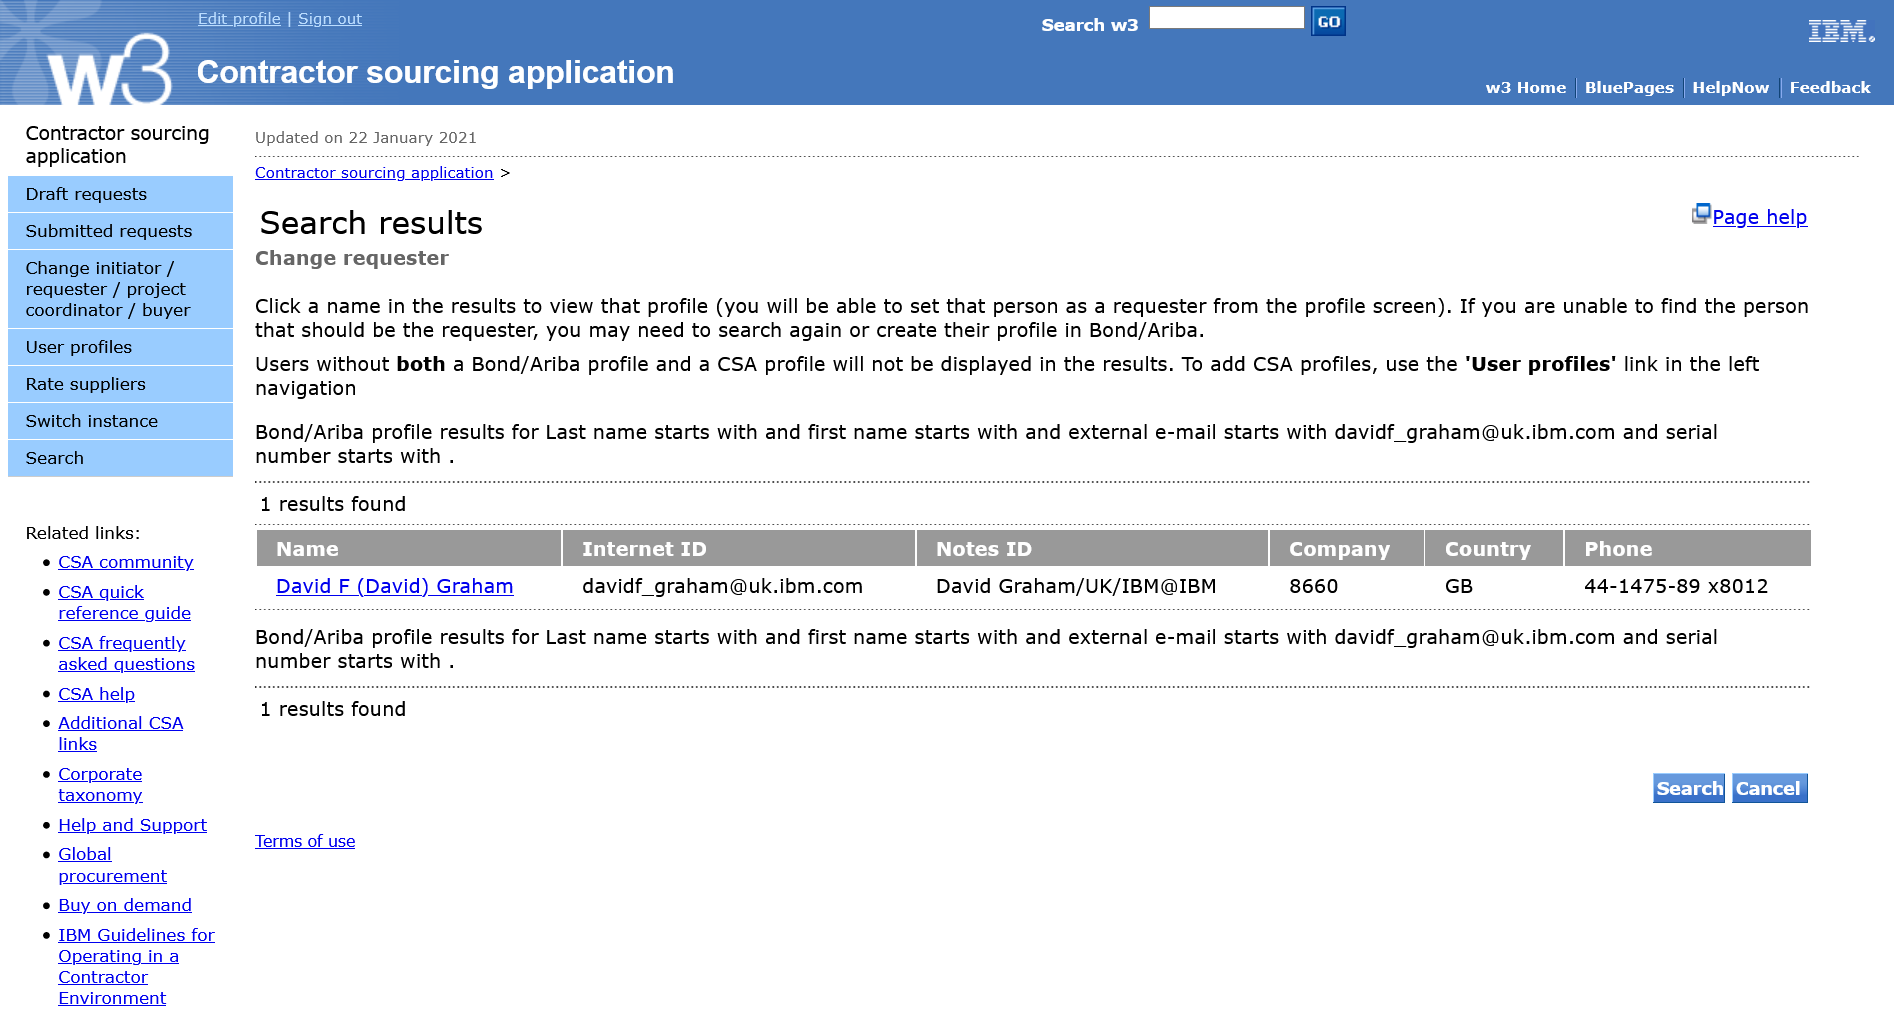 Edit profile | Sign out
Search w3
GO
IBM.
w3
Contractor sourcing application
w3 Home
BluePages
HelpNow
Feedback
Contractor sourcing
application
Draft requests
Submitted requests
Change initiator /
requester / project
coordinator / buyer
User profiles
Rate suppliers
Switch instance
Search
Related links:
CSA community
CSA quick
reference guide
CSA frequently
asked questions
CSA help
Additional CSA
links
Corporate
taxonomy
Help and Support
Global
procurement
Buy on demand
IBM Guidelines for
Operating in a
Contractor
Environment
Updated on 22 January 2021
Contractor sourcing application >
Search results
Page help
Change requester
Click a name in the results to view that profile (you will be able to set that person as a requester from the profile screen). If you are unable to find the person
that should be the requester, you may need to search again or create their profile in Bond/Ariba.
Users without both a Bond/Ariba profile and a CSA profile will not be displayed in the results. To add CSA profiles, use the 'User profiles' link in the left
navigation
Bond/Ariba profile results for Last name starts with and first name starts with and external e-mail starts with davidf_graham@uk.ibm.com and serial
number starts with .
1 results found
Name Internet ID Notes ID Company Country Phone
David F (David) Graham davidf_graham@uk.ibm.com David Graham/UK/IBM@IBM 8660 GB 44-1475-89 x8012
Bond/Ariba profile results for Last name starts with and first name starts with and external e-mail starts with davidf_graham@uk.ibm.com and serial
number starts with .
1 results found
Search Cancel
Terms of use